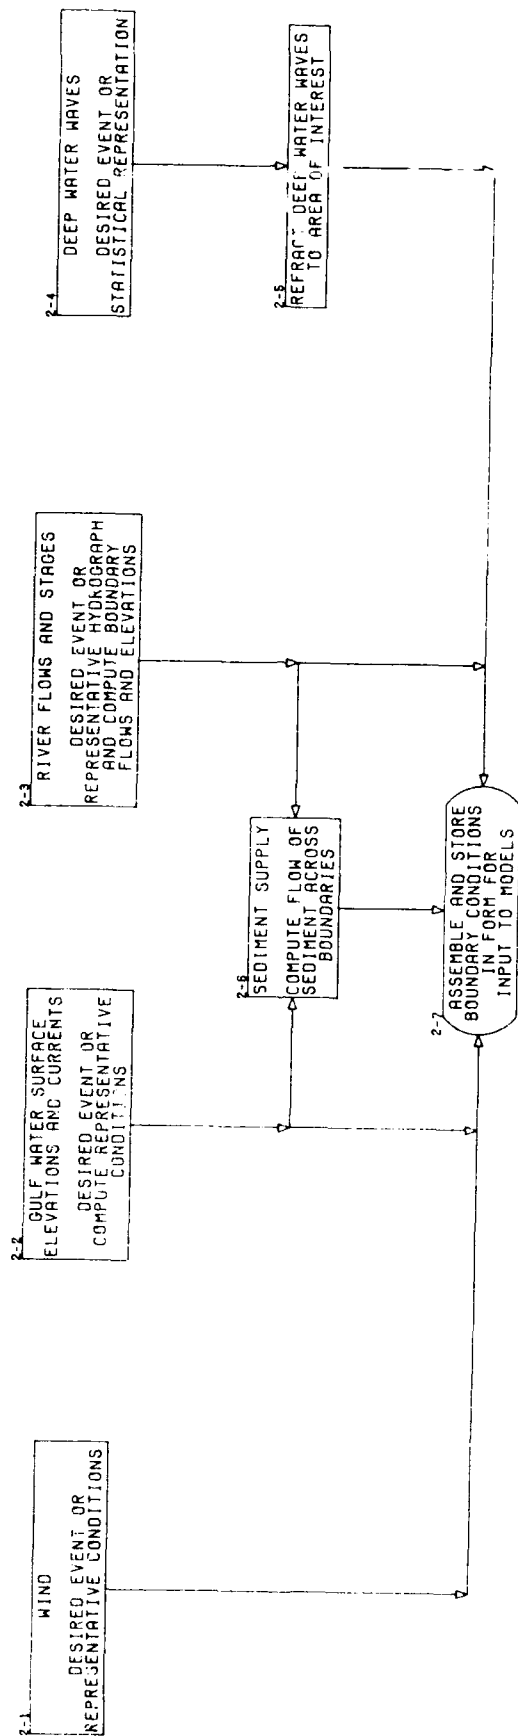 2-1
WIND
DESIRED EVENT OR
REPRESENTATIVE CONDITIONS
2-2
GULF WATER SURFACE
ELEVATIONS AND CURRENTS
DESIRED EVENT OR
COMPUTE REPRESENTATIVE
CONDITIONS
2-3
RIVER FLOWS AND STAGES
DESIRED EVENT OR
REPRESENTATIVE HYDROGRAPH
AND COMPUTE BOUNDARY
FLOWS AND ELEVATIONS
2-4
DEEP WATER WAVES
DESIRED EVENT OR
STATISTICAL REPRESENTATION
2-5
REFRACT DEEP WATER WAVES
TO AREA OF INTEREST
2-6
SEDIMENT SUPPLY
COMPUTE FLOW OF
SEDIMENT ACROSS
BOUNDARIES
2-7
ASSEMBLE AND STORE
BOUNDARY CONDITIONS
IN FORM FOR
INPUT TO MODELS